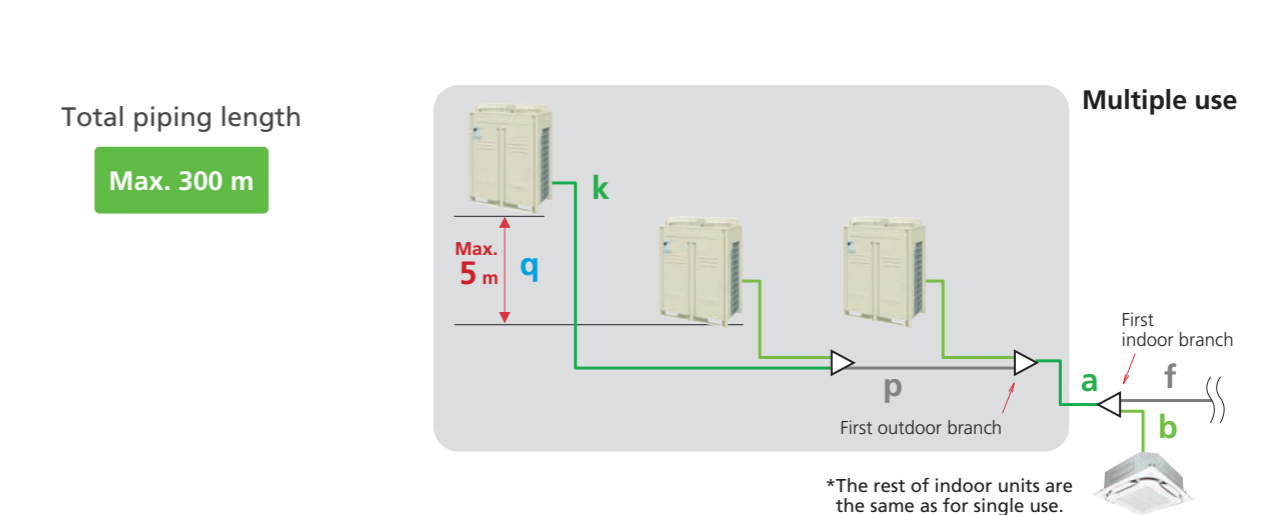 Total piping length
Max. 300 m
Multiple use
k
Max.
5 m
q
p
First outdoor branch
First
indoor branch
a
f
b
*The rest of indoor units are
the same as for single use.